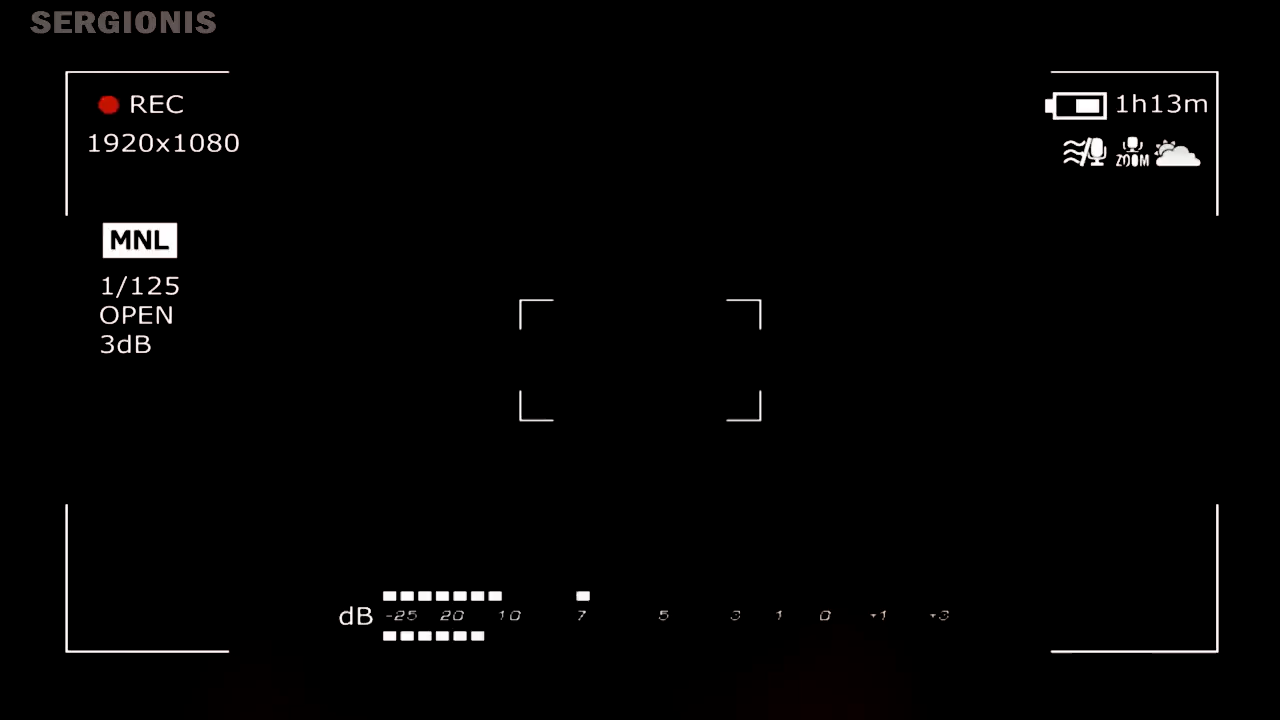 SERGIONIS
REC
1h13m
1920x1080
ZOOM
MNL
1/125
OPEN
3dB
dB -25 20 10 7 5 3 1 0 +1 +3